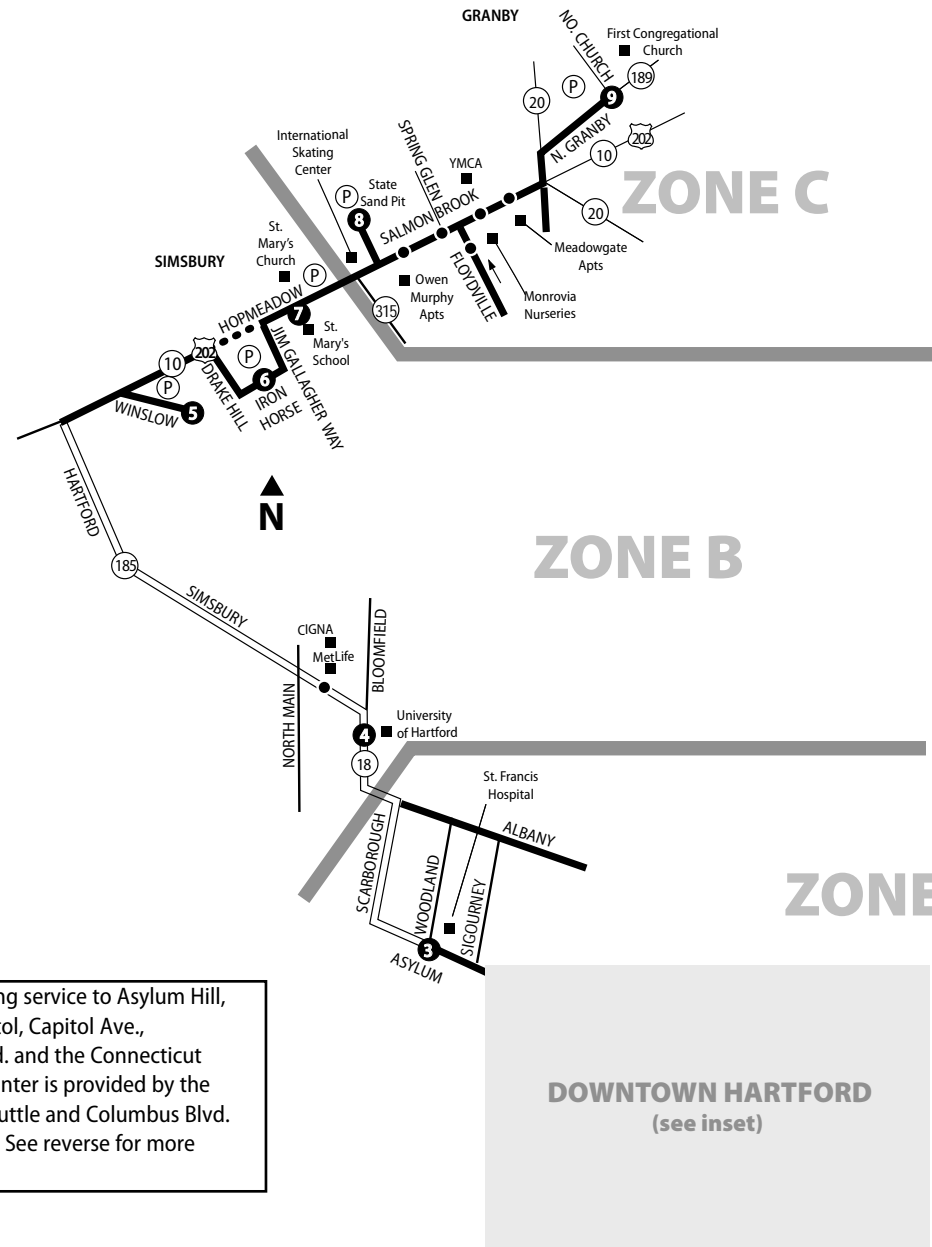 GRANBY
NO. CHURCH
First Congregational
Church
189
P
20
9
N. GRANBY
202
10
ZONE C
International
Skating
Center
SPRING GLEN
YMCA
P
State
Sand Pit
8
SALMON BROOK
20
Meadowgate
Apts
St.
Mary's
Church
SIMSBURY
P
FLOYDVILLE
Owen
Murphy
Apts
Monrovia
Nurseries
HOPMEADOW
7
315
St.
Mary's
School
JIM GALLAGHER WAY
202
10
P
P
DRAKE HILL
6
IRON
HORSE
WINSLOW
5
HARTFORD
N
ZONE B
185
SIMSBURY
CIGNA
MetLife
BLOOMFIELD
NORTH MAIN
University
of Hartford
4
18
St. Francis
Hospital
ALBANY
SCARBOROUGH
WOODLAND
SIGOURNEY
ZONE
3
ASYLUM
ng service to Asylum Hill,
tol, Capitol Ave.,
d. and the Connecticut
nter is provided by the
uttle and Columbus Blvd.
See reverse for more
DOWNTOWN HARTFORD
(see inset)